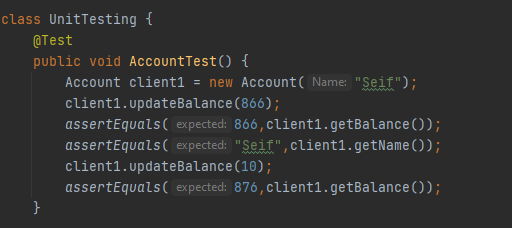 class UnitTesting {
@Test
public void AccountTest() {
Account client1 = new Account( Name: "Seif");
client1.updateBalance(866);
assertEquals( expected: 866,client1.getBalance());
assertEquals( expected: "Seif",client1.getName());
client1.updateBalance(10);
assertEquals( expected: 876,client1.getBalance());
}